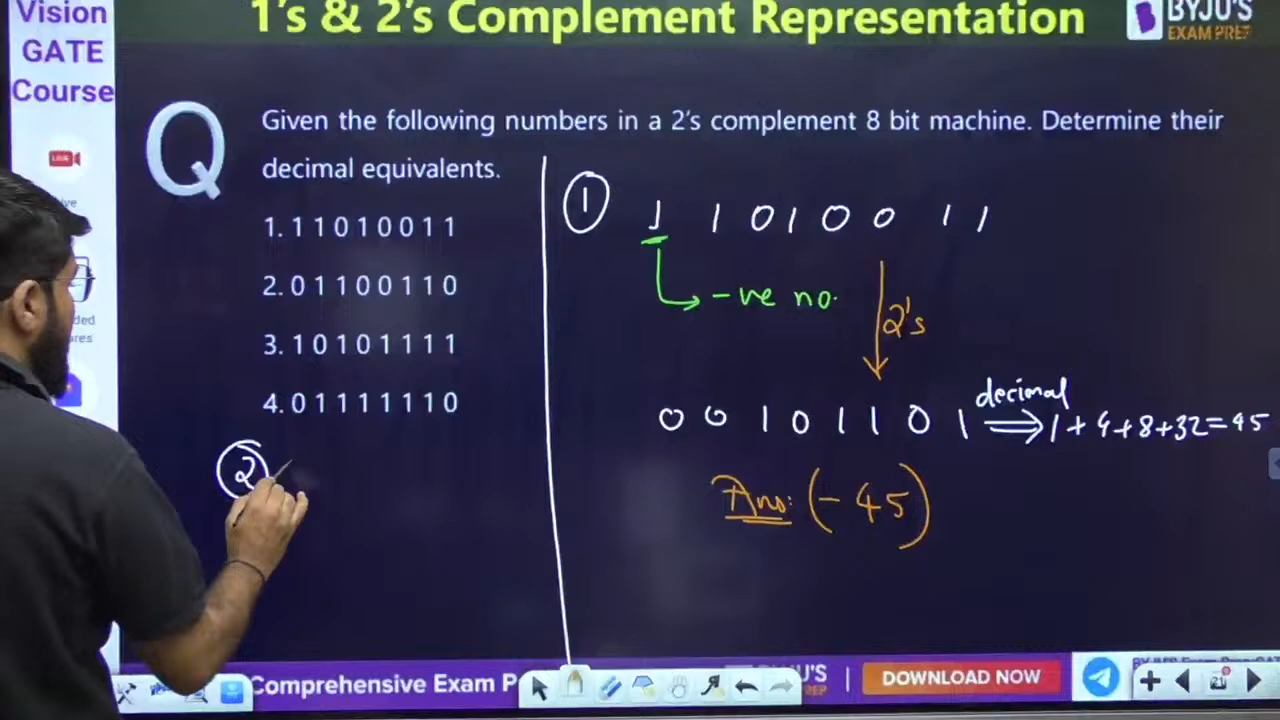 Vision
GATE
Course
1's & 2's Complement Representation
BYJU'S
EXAM PREP
Q
Given the following numbers in a 2's complement 8 bit machine. Determine their
decimal equivalents.
1. 1 1 0 1 0 0 1 1
2. 0 1 1 0 0 1 1 0
3. 1 0 1 0 1 1 1 1
4. 0 1 1 1 1 1 1 0
1
1 1 0 1 0 0 1 1
-ve no.
2's
0 0 1 0 1 1 0 1 decimal
⟹ 1 + 4 + 8 + 32 = 45
Ans: (-45)
2
Comprehensive Exam P
DOWNLOAD NOW